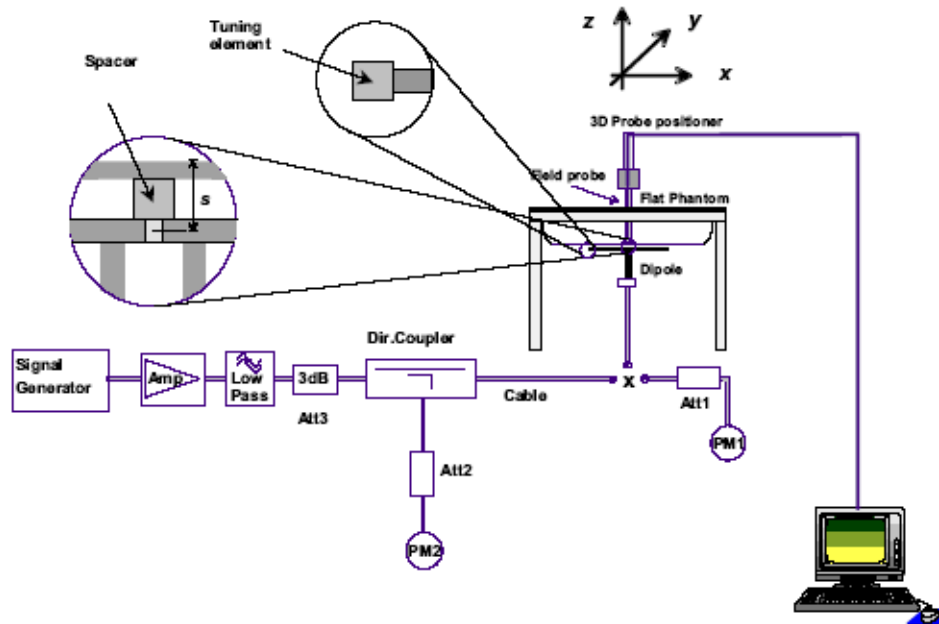 Tuning
element
z
y
x
Spacer
3D Probe positioner
Field probe
Flat Phantom
s
Dipole
Signal
Generator
Amp
Low
Pass
3dB
Att3
Dir.Coupler
Cable
x
Att1
PM1
Att2
PM2